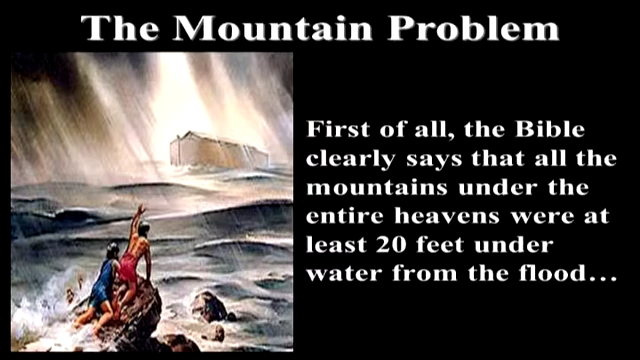 The Mountain Problem
First of all, the Bible
clearly says that all the
mountains under the
entire heavens were at
least 20 feet under
water from the flood...